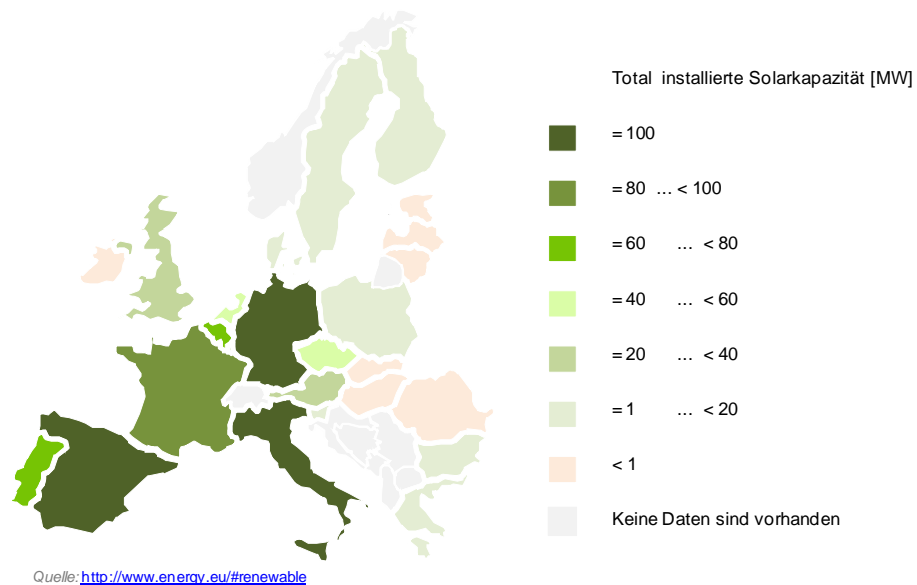 Total installierte Solarkapazität [MW]
= 100
= 80 ... < 100
= 60 ... < 80
= 40 ... < 60
= 20 ... < 40
= 1 ... < 20
< 1
Keine Daten sind vorhanden
Quelle: http://www.energy.eu/#renewable